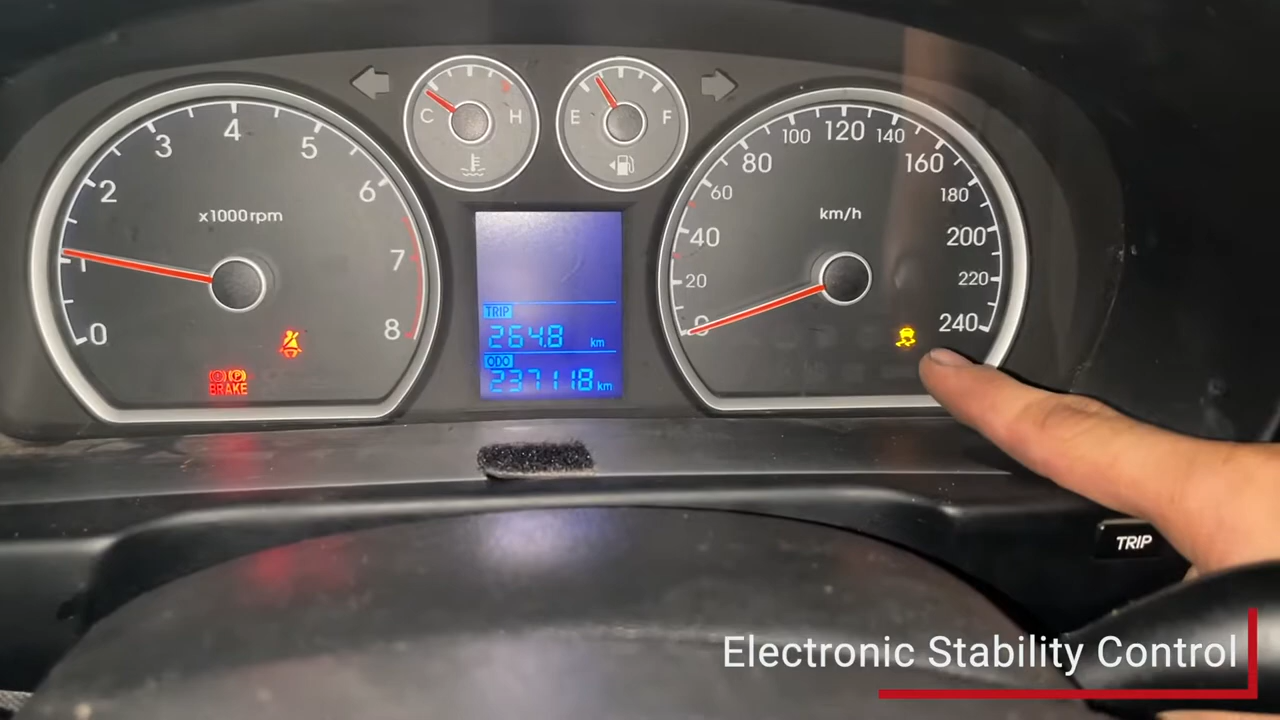 0
1
2
3
4
5
6
7
8
x1000rpm
BRAKE
C
H
E
F
TRIP
264.8 km
ODO
237118 km
0
20
40
60
80
100
120
140
160
180
200
220
240
km/h
TRIP
Electronic Stability Control